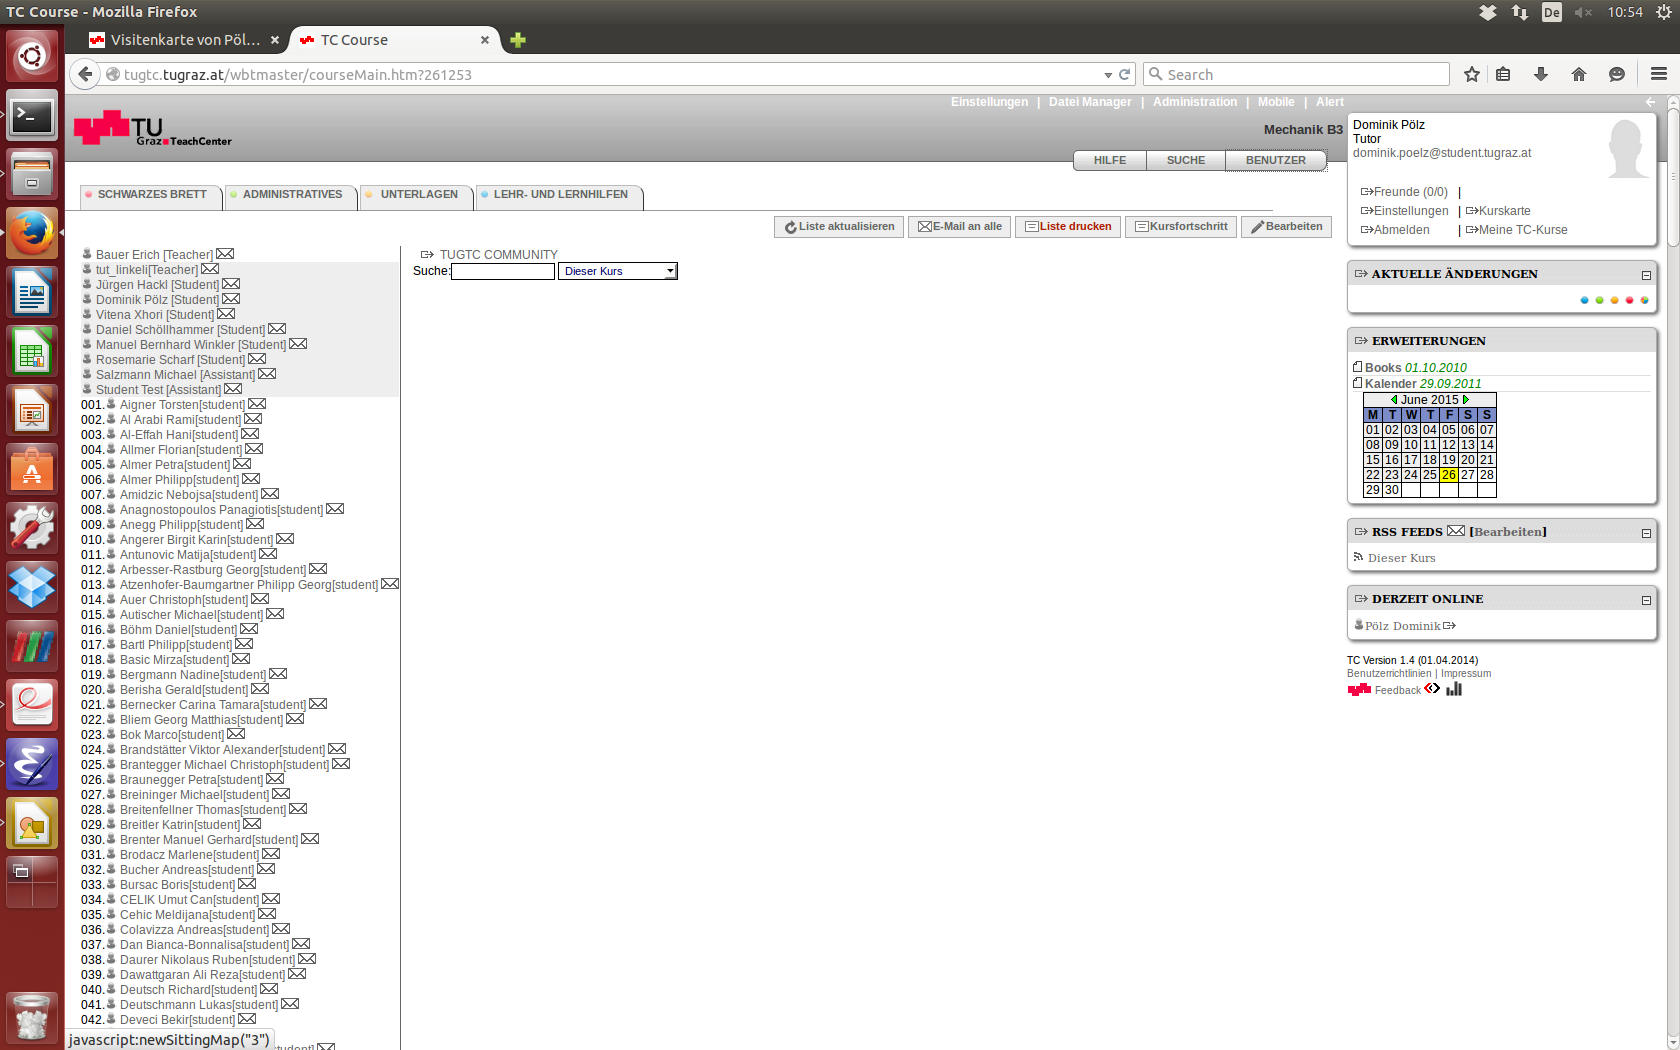 TC Course - Mozilla Firefox
De
10:54
Visitenkarte von Pöl...
TC Course
tugtc.tugraz.at/wbtmaster/courseMain.htm?261253
Search
Einstellungen | Datei Manager | Administration | Mobile | Alert
TU
Graz TeachCenter
Mechanik B3
HILFE
SUCHE
BENUTZER
SCHWARZES BRETT
ADMINISTRATIVES
UNTERLAGEN
LEHR- UND LERNHILFEN
Liste aktualisieren
E-Mail an alle
Liste drucken
Kursfortschritt
Bearbeiten
Bauer Erich [Teacher]
tut_linkeli[Teacher]
Jürgen Hackl [Student]
Dominik Pölz [Student]
Vitena Xhori [Student]
Daniel Schöllhammer [Student]
Manuel Bernhard Winkler [Student]
Rosemarie Scharf [Student]
Salzmann Michael [Assistant]
Student Test [Assistant]
001. Aigner Torsten[student]
002. Al Arabi Rami[student]
003. Al-Effah Hani[student]
004. Allmer Florian[student]
005. Almer Petra[student]
006. Almer Philipp[student]
007. Amidzic Nebojsa[student]
008. Anagnostopoulos Panagiotis[student]
009. Anegg Philipp[student]
010. Angerer Birgit Karin[student]
011. Antunovic Matija[student]
012. Arbesser-Rastburg Georg[student]
013. Atzenhofer-Baumgartner Philipp Georg[student]
014. Auer Christoph[student]
015. Autischer Michael[student]
016. Böhm Daniel[student]
017. Bartl Philipp[student]
018. Basic Mirza[student]
019. Bergmann Nadine[student]
020. Berisha Gerald[student]
021. Bernecker Carina Tamara[student]
022. Bliem Georg Matthias[student]
023. Bok Marco[student]
024. Brandstätter Viktor Alexander[student]
025. Brantegger Michael Christoph[student]
026. Braunegger Petra[student]
027. Breininger Michael[student]
028. Breitenfellner Thomas[student]
029. Breitler Katrin[student]
030. Brenter Manuel Gerhard[student]
031. Brodacz Marlene[student]
032. Bucher Andreas[student]
033. Bursac Boris[student]
034. CELIK Umut Can[student]
035. Cehic Meldijana[student]
036. Colavizza Andreas[student]
037. Dan Bianca-Bonnalisa[student]
038. Daurer Nikolaus Ruben[student]
039. Dawattgaran Ali Reza[student]
040. Deutsch Richard[student]
041. Deutschmann Lukas[student]
042. Deveci Bekir[student]
javascript:newSittingMap("3")
TUGTC COMMUNITY
Suche:
Dieser Kurs
Dominik Pölz
Tutor
dominik.poelz@student.tugraz.at
Freunde (0/0) |
Einstellungen | Kurskarte
Abmelden | Meine TC-Kurse
AKTUELLE ÄNDERUNGEN
ERWEITERUNGEN
Books 01.10.2010
Kalender 29.09.2011
June 2015
M T W T F S S
01 02 03 04 05 06 07
08 09 10 11 12 13 14
15 16 17 18 19 20 21
22 23 24 25 26 27 28
29 30
RSS FEEDS [Bearbeiten]
Dieser Kurs
DERZEIT ONLINE
Pölz Dominik
TC Version 1.4 (01.04.2014)
Benutzerrichtlinien | Impressum
Feedback